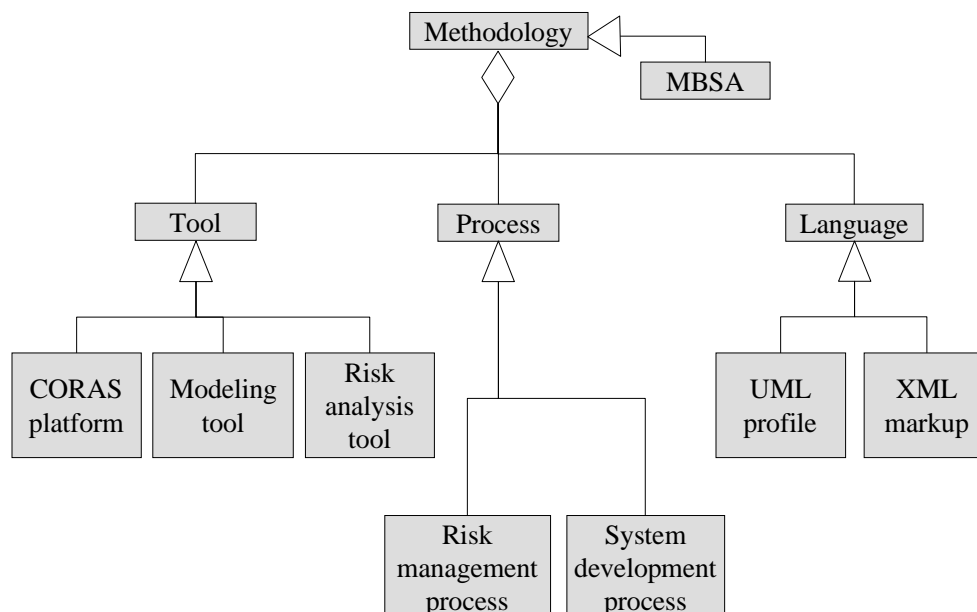 Methodology
MBSA
Tool
Process
Language
CORAS
platform
Modeling
tool
Risk
analysis
tool
UML
profile
XML
markup
Risk
management
process
System
development
process